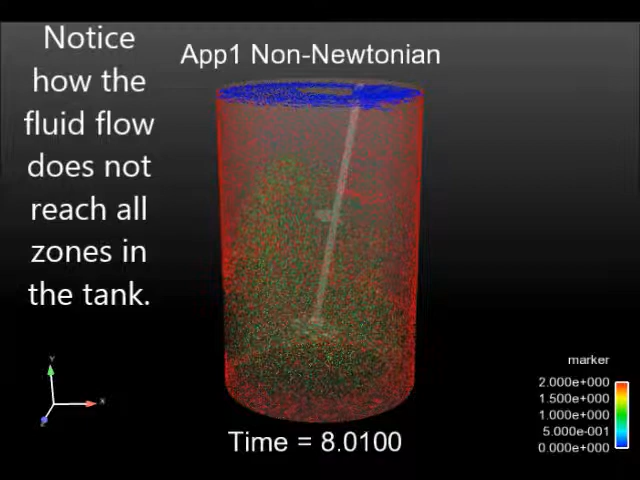 Notice
how the
fluid flow
does not
reach all
zones in
the tank.
App1 Non-Newtonian
Y
X
Z
marker
2.000e+000
1.500e+000
1.000e+000
5.000e-001
0.000e+000
Time = 8.0100